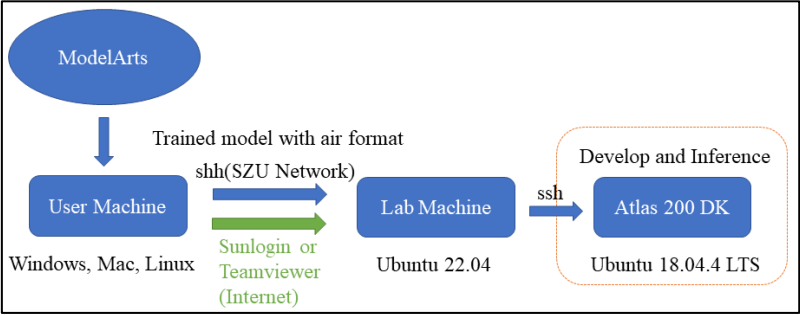 ModelArts
Trained model with air format
shh(SZU Network)
Develop and Inference
User Machine
Lab Machine
ssh
Atlas 200 DK
Sunlogin or
Teamviewer
(Internet)
Windows, Mac, Linux
Ubuntu 22.04
Ubuntu 18.04.4 LTS